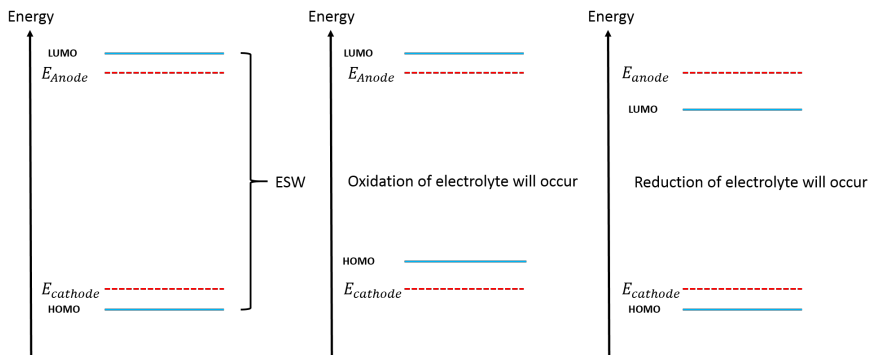 Energy
LUMO
E_Anode
ESW
E_cathode
HOMO
Energy
LUMO
E_Anode
Oxidation of electrolyte will occur
HOMO
E_cathode
Energy
E_anode
LUMO
Reduction of electrolyte will occur
E_cathode
HOMO